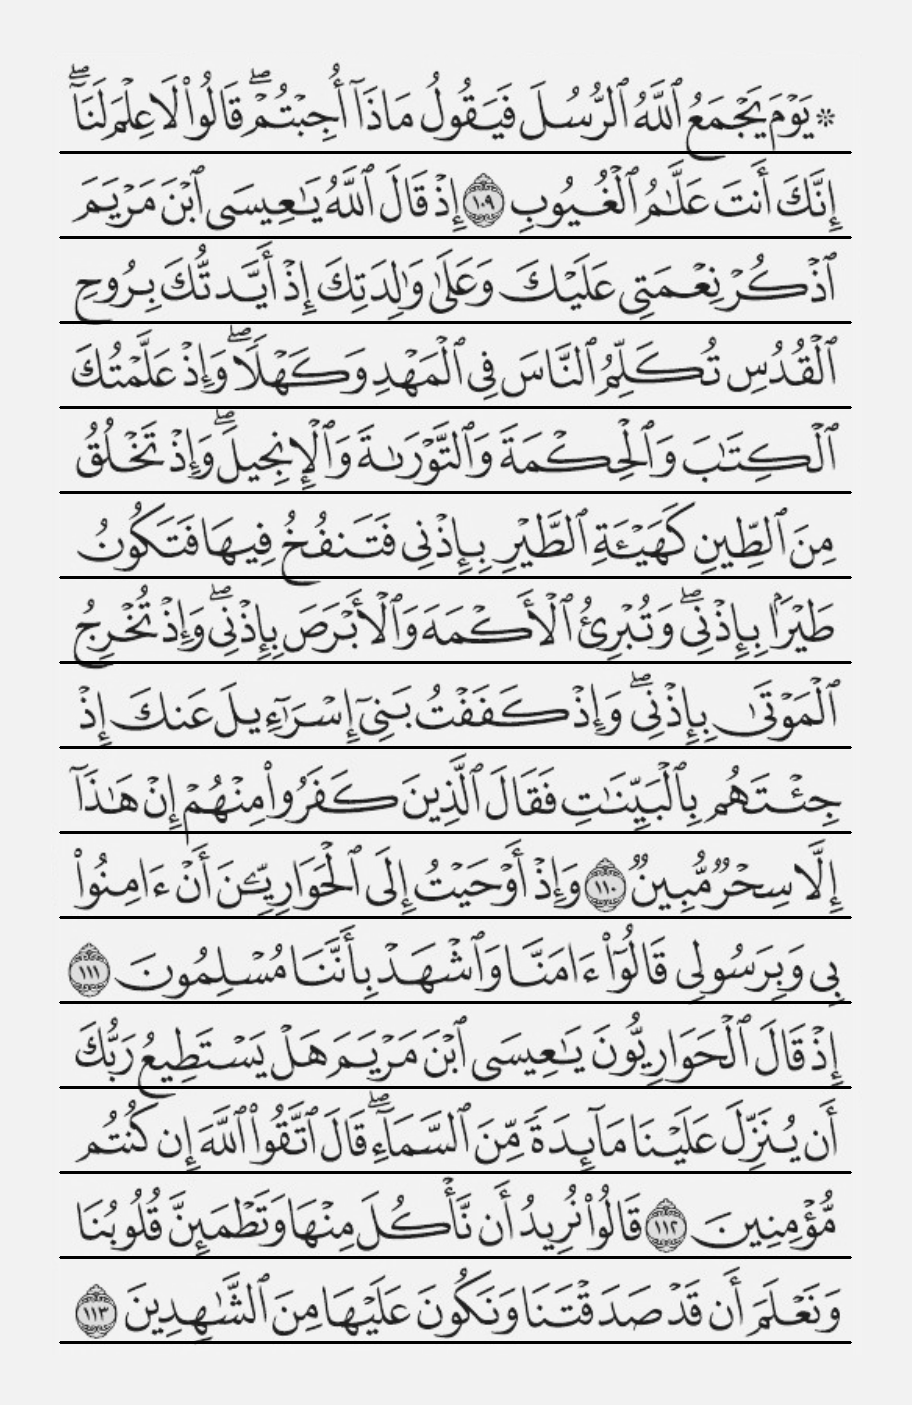 ۞ يَوْمَ يَجْمَعُ ٱللَّهُ ٱلرُّسُلَ فَيَقُولُ مَاذَآ أُجِبْتُمْ ۖ قَالُوا۟ لَا عِلْمَ لَنَآ ۖ
إِنَّكَ أَنتَ عَلَّـٰمُ ٱلْغُيُوبِ ١٠٩ إِذْ قَالَ ٱللَّهُ يَـٰعِيسَى ٱبْنَ مَرْيَمَ
ٱذْكُرْ نِعْمَتِى عَلَيْكَ وَعَلَىٰ وَٰلِدَتِكَ إِذْ أَيَّدتُّكَ بِرُوحِ
ٱلْقُدُسِ تُكَلِّمُ ٱلنَّاسَ فِى ٱلْمَهْدِ وَكَهْلًا ۖ وَإِذْ عَلَّمْتُكَ
ٱلْكِتَـٰبَ وَٱلْحِكْمَةَ وَٱلتَّوْرَىٰةَ وَٱلْإِنجِيلَ ۖ وَإِذْ تَخْلُقُ
مِنَ ٱلطِّينِ كَهَيْـَٔةِ ٱلطَّيْرِ بِإِذْنِى فَتَنفُخُ فِيهَا فَتَكُونُ
طَيْرًۢا بِإِذْنِى ۖ وَتُبْرِئُ ٱلْأَكْمَهَ وَٱلْأَبْرَصَ بِإِذْنِى ۖ وَإِذْ تُخْرِجُ
ٱلْمَوْتَىٰ بِإِذْنِى ۖ وَإِذْ كَفَفْتُ بَنِىٓ إِسْرَٰٓءِيلَ عَنكَ إِذْ
جِئْتَهُم بِٱلْبَيِّنَـٰتِ فَقَالَ ٱلَّذِينَ كَفَرُوا۟ مِنْهُمْ إِنْ هَـٰذَآ
إِلَّا سِحْرٌ مُّبِينٌ ١١٠ وَإِذْ أَوْحَيْتُ إِلَى ٱلْحَوَارِيِّـۧنَ أَنْ ءَامِنُوا۟
بِى وَبِرَسُولِى قَالُوٓا۟ ءَامَنَّا وَٱشْهَدْ بِأَنَّنَا مُسْلِمُونَ ١١١
إِذْ قَالَ ٱلْحَوَارِيُّونَ يَـٰعِيسَى ٱبْنَ مَرْيَمَ هَلْ يَسْتَطِيعُ رَبُّكَ
أَن يُنَزِّلَ عَلَيْنَا مَآئِدَةً مِّنَ ٱلسَّمَآءِ ۖ قَالَ ٱتَّقُوا۟ ٱللَّهَ إِن كُنتُم
مُّؤْمِنِينَ ١١٢ قَالُوا۟ نُرِيدُ أَن نَّأْكُلَ مِنْهَا وَتَطْمَئِنَّ قُلُوبُنَا
وَنَعْلَمَ أَن قَدْ صَدَقْتَنَا وَنَكُونَ عَلَيْهَا مِنَ ٱلشَّـٰهِدِينَ ١١٣